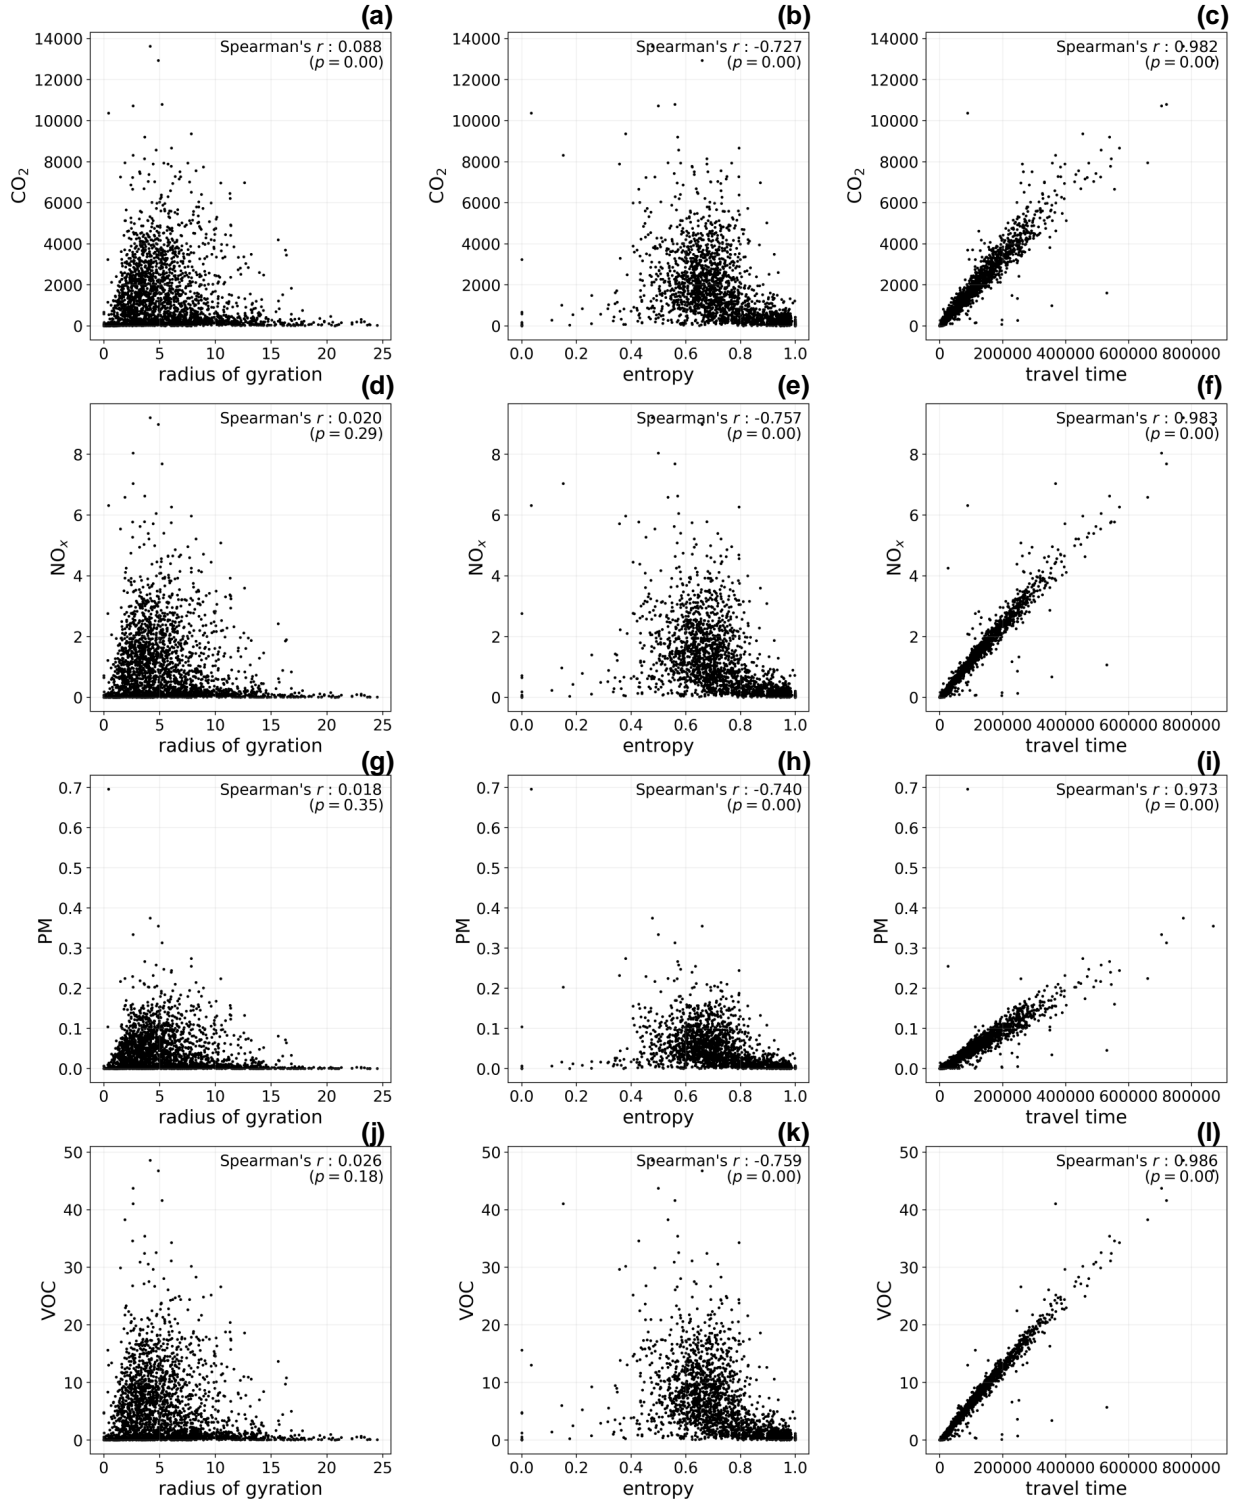 (a)
Spearman's r : 0.088
(p = 0.00)
14000
12000
10000
8000
6000
4000
2000
0
CO2
0 5 10 15 20 25
radius of gyration
(b)
Spearman's r : -0.727
(p = 0.00)
14000
12000
10000
8000
6000
4000
2000
0
CO2
0.0 0.2 0.4 0.6 0.8 1.0
entropy
(c)
Spearman's r : 0.982
(p = 0.00)
14000
12000
10000
8000
6000
4000
2000
0
CO2
0 200000 400000 600000 800000
travel time
(d)
Spearman's r : 0.020
(p = 0.29)
8
6
4
2
0
NOx
0 5 10 15 20 25
radius of gyration
(e)
Spearman's r : -0.757
(p = 0.00)
8
6
4
2
0
NOx
0.0 0.2 0.4 0.6 0.8 1.0
entropy
(f)
Spearman's r : 0.983
(p = 0.00)
8
6
4
2
0
NOx
0 200000 400000 600000 800000
travel time
(g)
Spearman's r : 0.018
(p = 0.35)
0.7
0.6
0.5
0.4
0.3
0.2
0.1
0.0
PM
0 5 10 15 20 25
radius of gyration
(h)
Spearman's r : -0.740
(p = 0.00)
0.7
0.6
0.5
0.4
0.3
0.2
0.1
0.0
PM
0.0 0.2 0.4 0.6 0.8 1.0
entropy
(i)
Spearman's r : 0.973
(p = 0.00)
0.7
0.6
0.5
0.4
0.3
0.2
0.1
0.0
PM
0 200000 400000 600000 800000
travel time
(j)
Spearman's r : 0.026
(p = 0.18)
50
40
30
20
10
0
VOC
0 5 10 15 20 25
radius of gyration
(k)
Spearman's r : -0.759
(p = 0.00)
50
40
30
20
10
0
VOC
0.0 0.2 0.4 0.6 0.8 1.0
entropy
(l)
Spearman's r : 0.986
(p = 0.00)
50
40
30
20
10
0
VOC
0 200000 400000 600000 800000
travel time